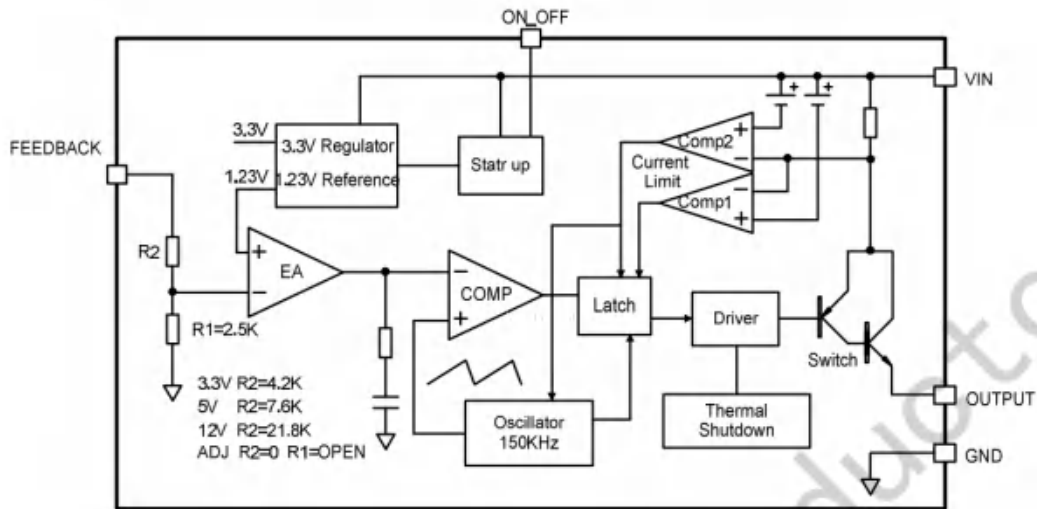 ON_OFF
VIN
3.3V
3.3V Regulator
1.23V
1.23V Reference
Statr up
Comp2
Current
Limit
Comp1
FEEDBACK
R2
R1=2.5K
+
-
EA
-
+
COMP
Latch
Driver
Switch
+
-
-
+
+
+
3.3V R2=4.2K
5V R2=7.6K
12V R2=21.8K
ADJ R2=0 R1=OPEN
Oscillator
150KHz
Thermal
Shutdown
OUTPUT
GND